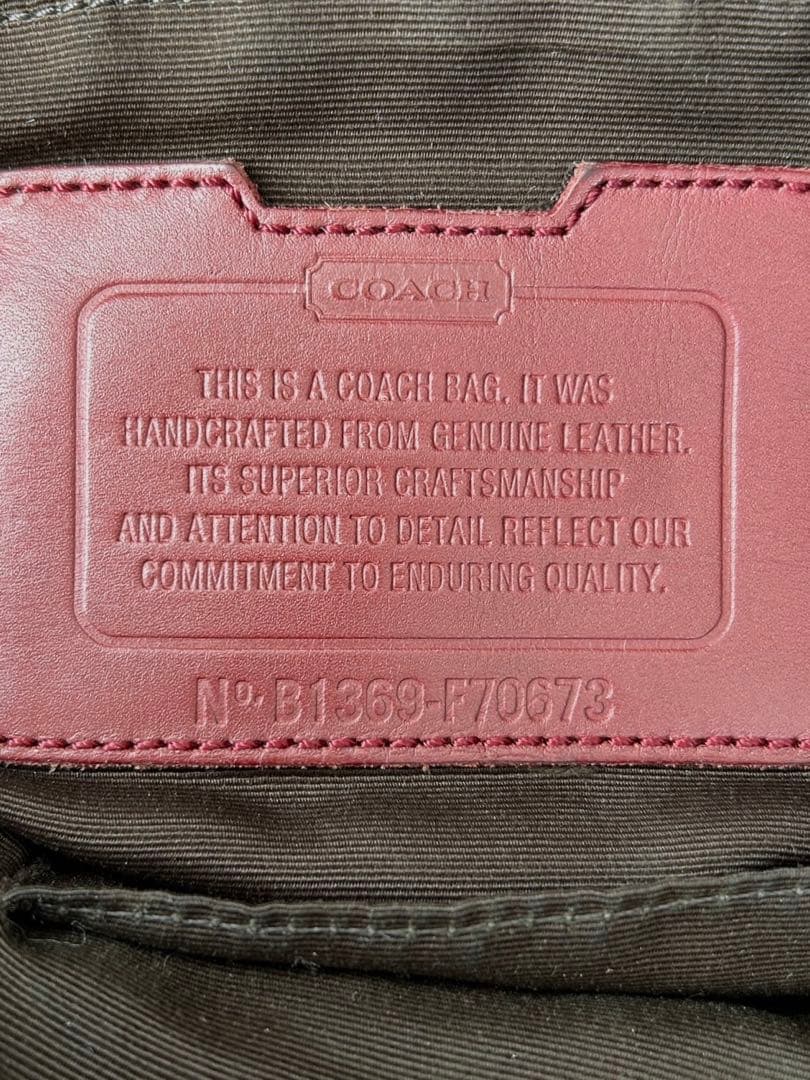 COACH
THIS IS A COACH BAG. IT WAS
HANDCRAFTED FROM GENUINE LEATHER.
ITS SUPERIOR CRAFTSMANSHIP
AND ATTENTION TO DETAIL REFLECT OUR
COMMITMENT TO ENDURING QUALITY.
Nº. B1369-F70673